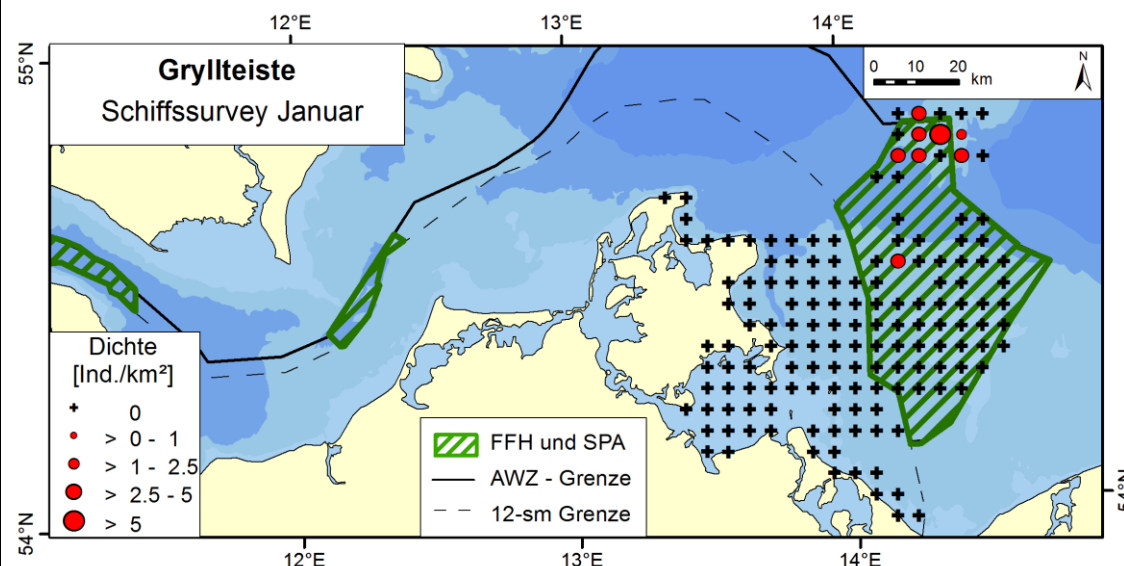 12°E 13°E 14°E
55°N
Gryllteiste
Schiffssurvey Januar
0 10 20
km
N
Dichte
[Ind./km²]
0
> 0 - 1
> 1 - 2.5
> 2.5 - 5
> 5
FFH und SPA
AWZ - Grenze
12-sm Grenze
54°N
54°N
12°E 13°E 14°E